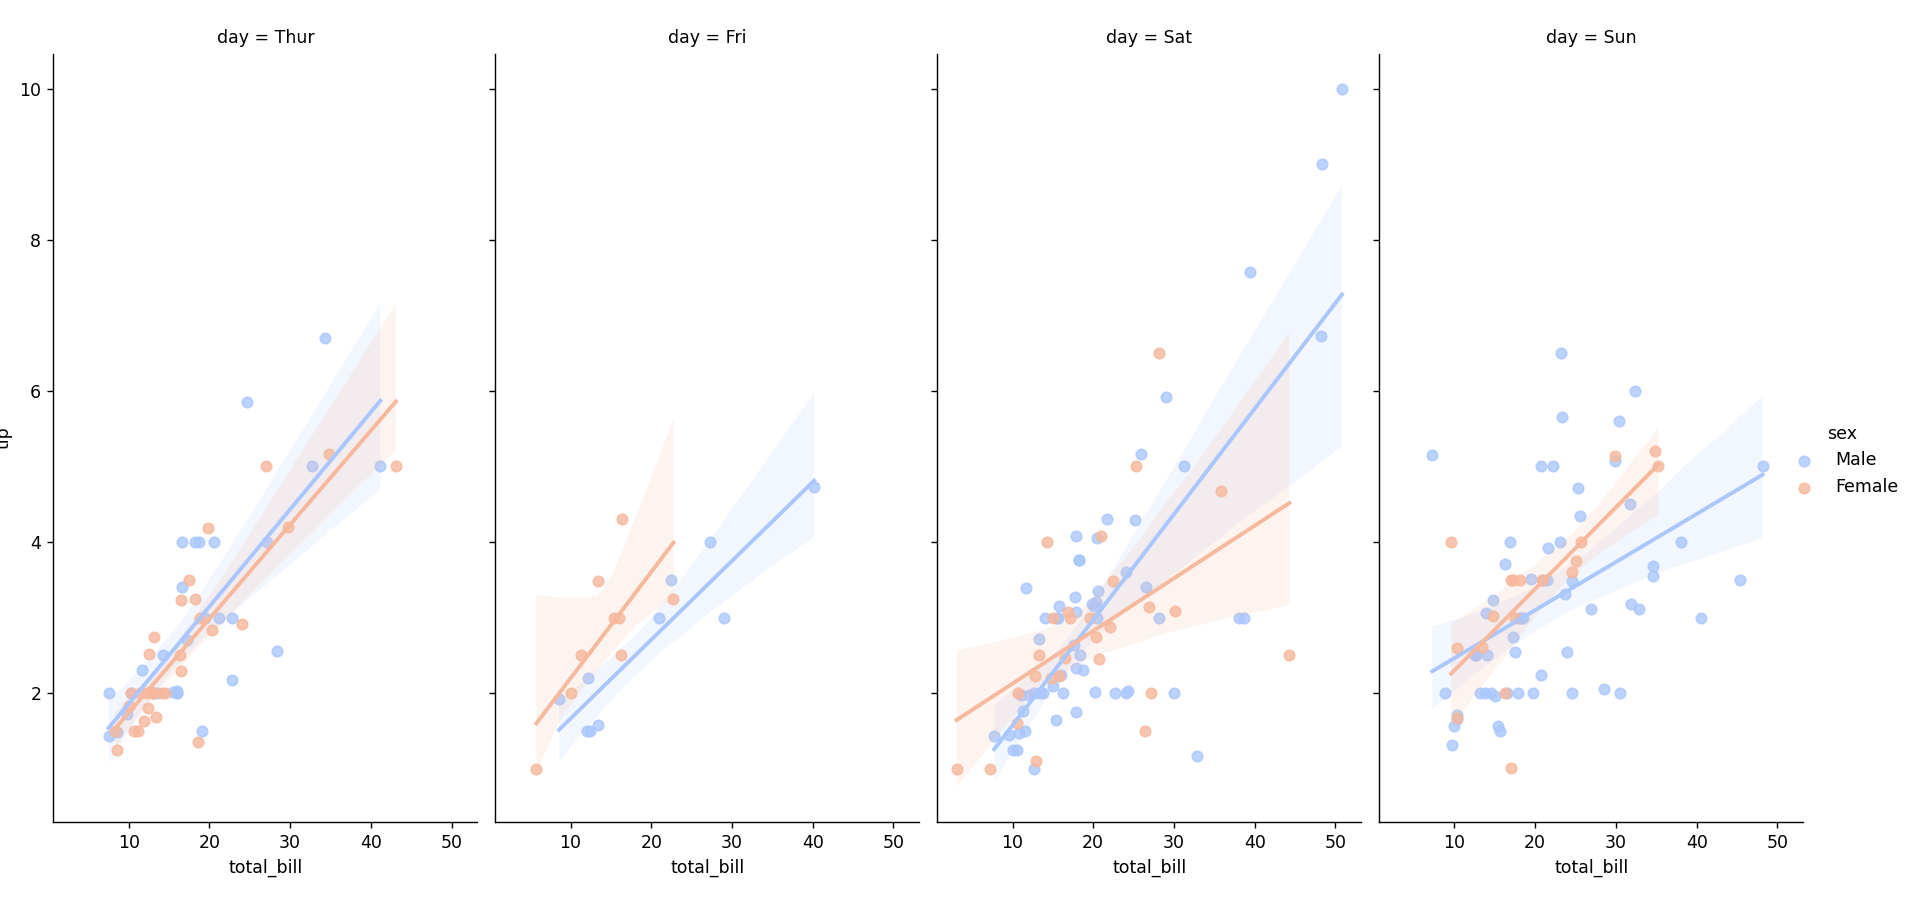 day = Thur
day = Fri
day = Sat
day = Sun
10
8
6
4
2
10 20 30 40 50
10 20 30 40 50
10 20 30 40 50
10 20 30 40 50
total_bill
total_bill
total_bill
total_bill
sex
Male
Female